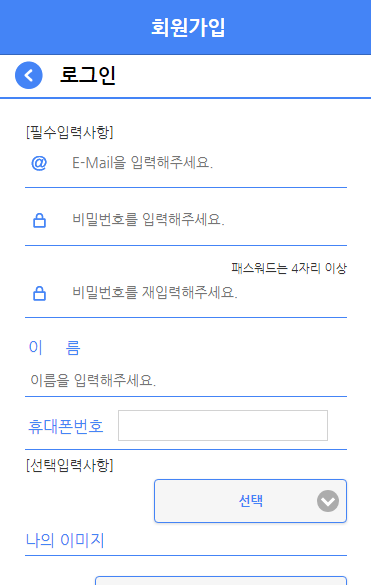 회원가입
로그인
[필수입력사항]
@ E-Mail을 입력해주세요.
비밀번호를 입력해주세요.
패스워드는 4자리 이상
비밀번호를 재입력해주세요.
이 름
이름을 입력해주세요.
휴대폰번호
[선택입력사항]
선택
나의 이미지